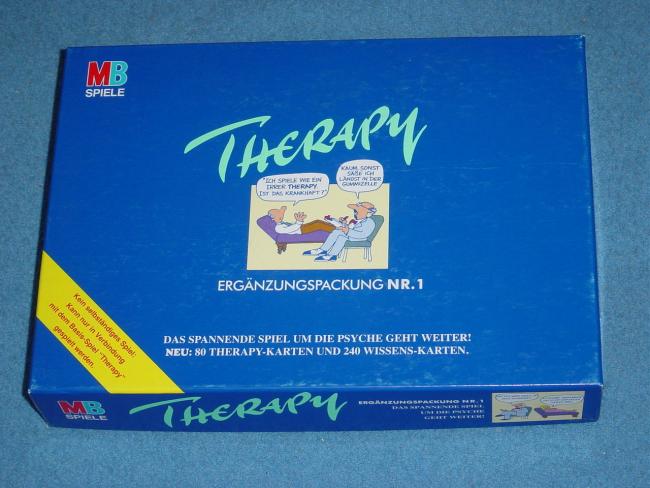 MB
SPIELE
THERAPY
"ICH SPIELE WIE EIN
IRRER THERAPY.
IST DAS KRANKHAFT?"
KAUM, SONST
SÄßE ICH
LÄNGST IN DER
GUMMIZELLE
ERGÄNZUNGSPACKUNG NR. 1
Kein selbständiges Spiel:
Kann nur in Verbindung
mit dem Basis-Spiel "Therapy"
gespielt werden.
DAS SPANNENDE SPIEL UM DIE PSYCHE GEHT WEITER!
NEU: 80 THERAPY-KARTEN UND 240 WISSENS-KARTEN.
MB
SPIELE
THERAPY
ERGÄNZUNGSPACKUNG NR. 1
DAS SPANNENDE SPIEL
UM DIE PSYCHE
GEHT WEITER!